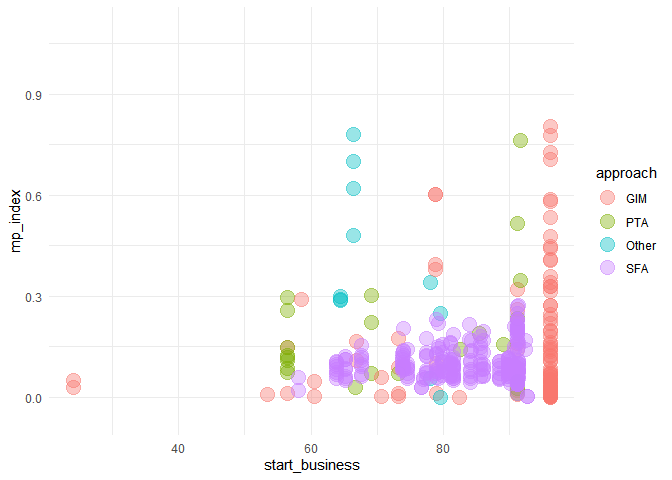 0.9
0.6
0.3
0.0
mp_index
40
60
80
start_business
approach
GIM
PTA
Other
SFA